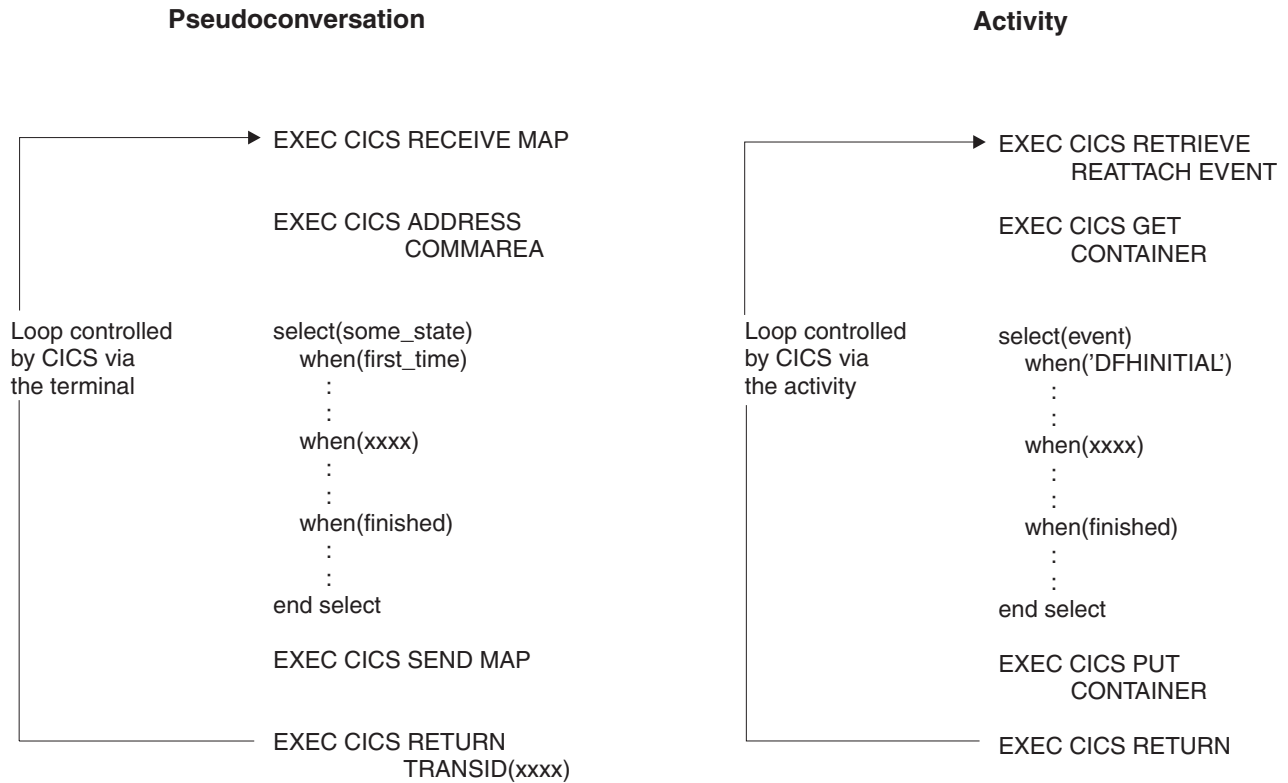 Pseudoconversation
EXEC CICS RECEIVE MAP
EXEC CICS ADDRESS
COMMAREA
Loop controlled
by CICS via
the terminal
select(some_state)
when(first_time)
:
:
when(xxxx)
:
:
when(finished)
:
:
end select
EXEC CICS SEND MAP
EXEC CICS RETURN
TRANSID(xxxx)
Activity
EXEC CICS RETRIEVE
REATTACH EVENT
EXEC CICS GET
CONTAINER
Loop controlled
by CICS via
the activity
select(event)
when('DFHINITIAL')
:
:
when(xxxx)
:
:
when(finished)
:
:
end select
EXEC CICS PUT
CONTAINER
EXEC CICS RETURN